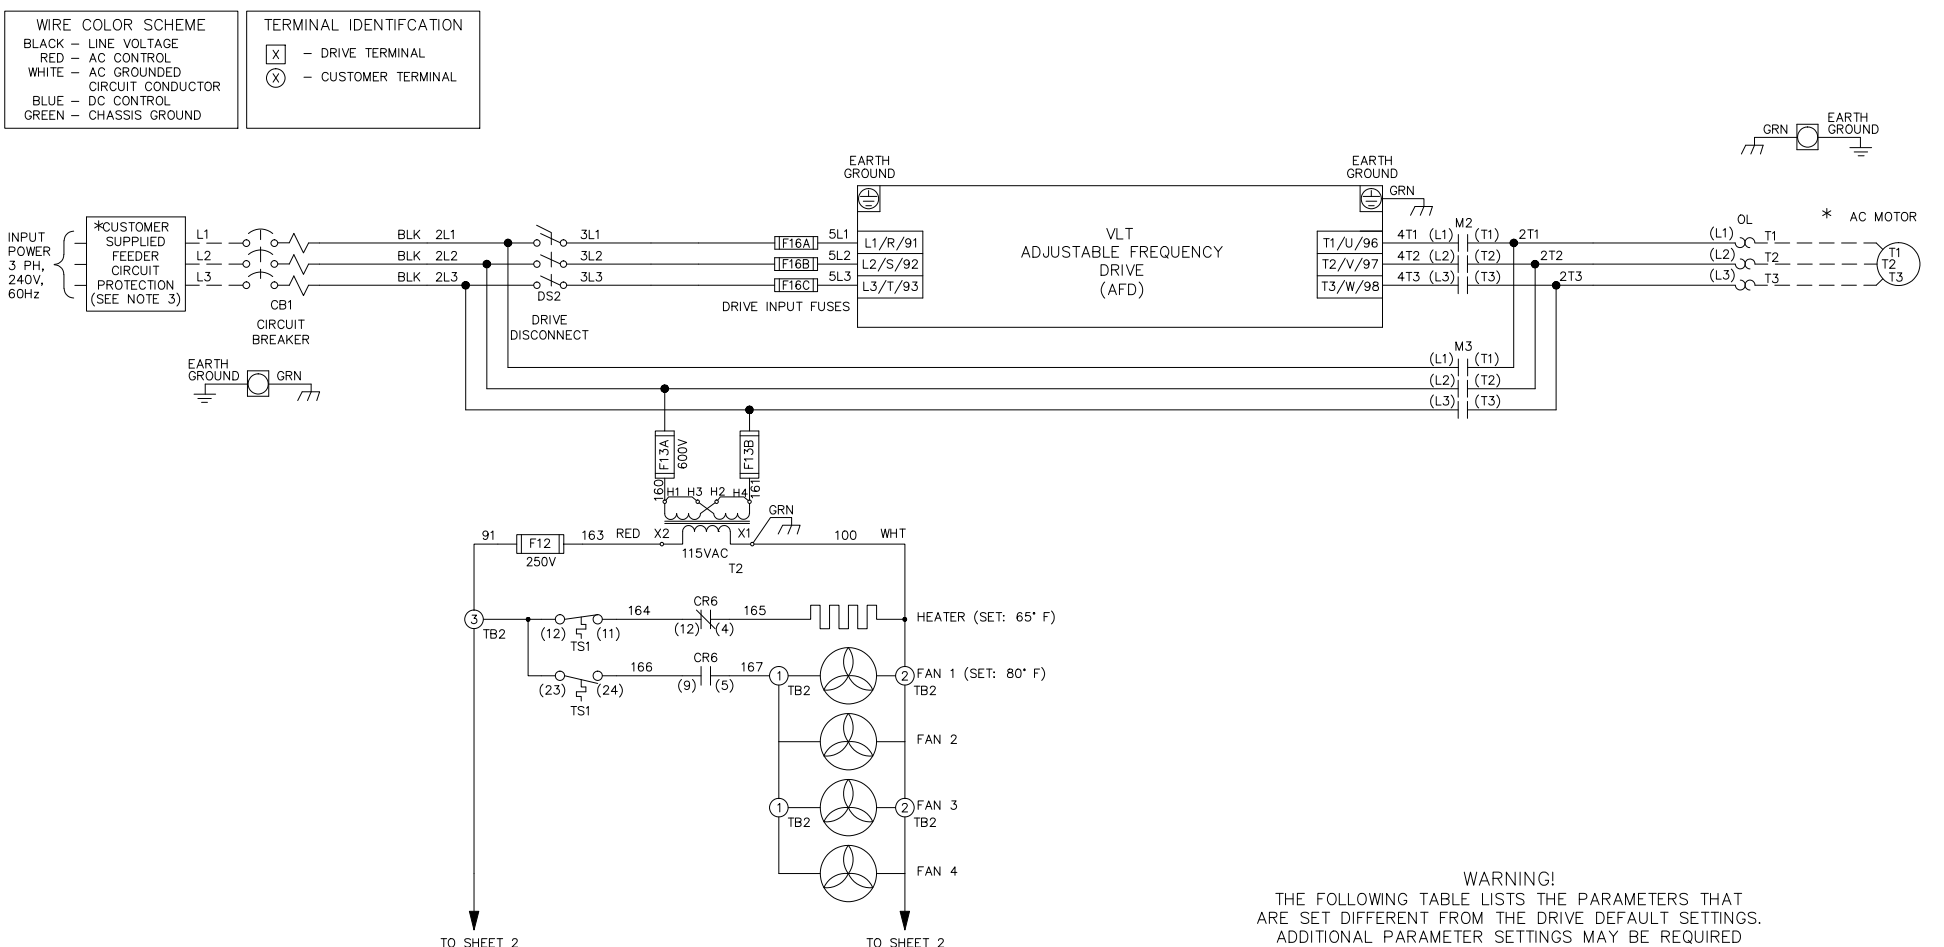 WIRE COLOR SCHEME
BLACK – LINE VOLTAGE
RED – AC CONTROL
WHITE – AC GROUNDED
CIRCUIT CONDUCTOR
BLUE – DC CONTROL
GREEN – CHASSIS GROUND
TERMINAL IDENTIFCATION
X – DRIVE TERMINAL
X – CUSTOMER TERMINAL
GRN
EARTH
GROUND
INPUT
POWER
3 PH,
240V,
60Hz
*CUSTOMER
SUPPLIED
FEEDER
CIRCUIT
PROTECTION
(SEE NOTE 3)
L1
L2
L3
CB1
CIRCUIT
BREAKER
BLK 2L1
BLK 2L2
BLK 2L3
DS2
DRIVE
DISCONNECT
3L1
3L2
3L3
F16A
F16B
F16C
DRIVE INPUT FUSES
5L1
5L2
5L3
EARTH
GROUND
L1/R/91
L2/S/92
L3/T/93
VLT
ADJUSTABLE FREQUENCY
DRIVE
(AFD)
EARTH
GROUND
GRN
T1/U/96
T2/V/97
T3/W/98
4T1 (L1) M2 (T1) 2T1
4T2 (L2) (T2) 2T2
4T3 (L3) (T3) 2T3
OL
(L1) T1
(L2) T2
(L3) T3
* AC MOTOR
T1
T2
T3
EARTH
GROUND
GRN
M3
(L1) (T1)
(L2) (T2)
(L3) (T3)
F13A
600V
F13B
160
161
H1 H3 H2 H4
GRN
91
F12
250V
163 RED X2
X1
115VAC
T2
100 WHT
3
TB2
(12) (11)
TS1
164
CR6
(12) (4)
165
HEATER (SET: 65° F)
(23) (24)
TS1
166
CR6
(9) (5)
167
1
TB2
2
TB2
FAN 1 (SET: 80° F)
FAN 2
1
TB2
2
TB2
FAN 3
FAN 4
TO SHEET 2
TO SHEET 2
WARNING!
THE FOLLOWING TABLE LISTS THE PARAMETERS THAT
ARE SET DIFFERENT FROM THE DRIVE DEFAULT SETTINGS.
ADDITIONAL PARAMETER SETTINGS MAY BE REQUIRED